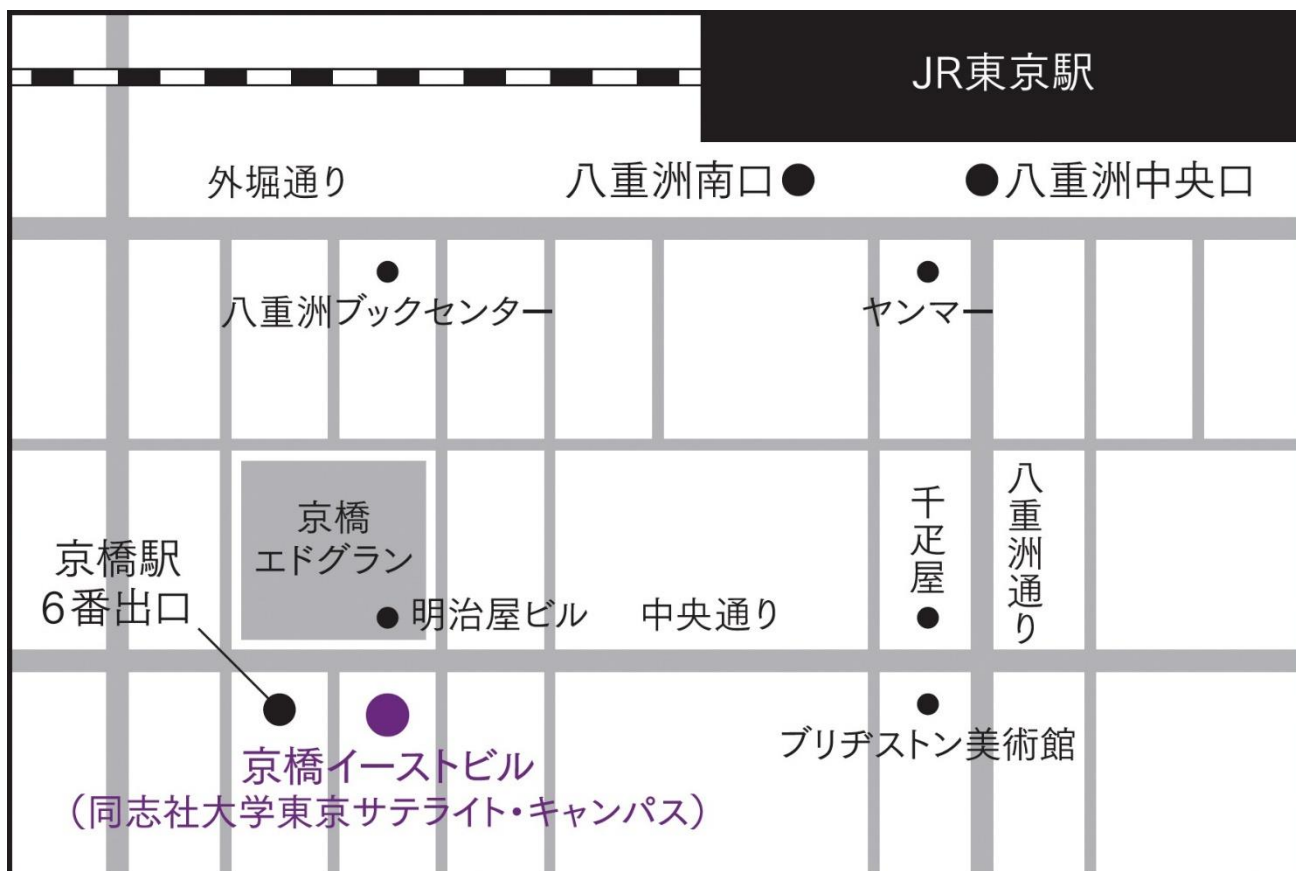 JR東京駅
外堀通り
八重洲南口
八重洲中央口
八重洲ブックセンター
ヤンマー
京橋
エドグラン
千疋屋
八重洲通り
京橋駅
6番出口
明治屋ビル
中央通り
京橋イーストビル
（同志社大学東京サテライト・キャンパス）
ブリヂストン美術館